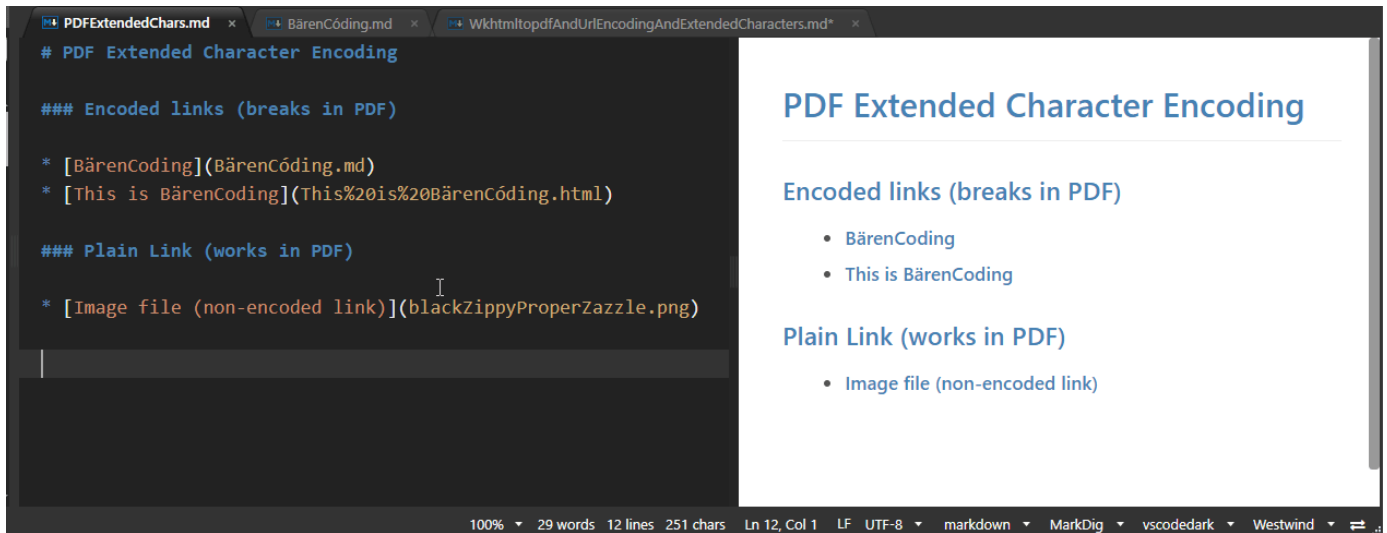 PDFExtendedChars.md × BärenCóding.md × WkhtmltopdfAndUrlEncodingAndExtendedCharacters.md* ×
# PDF Extended Character Encoding
### Encoded links (breaks in PDF)
* [BärenCoding](BärenCóding.md)
* [This is BärenCoding](This%20is%20BärenCóding.html)
### Plain Link (works in PDF)
* [Image file (non-encoded link)](blackZippyProperZazzle.png)
PDF Extended Character Encoding
Encoded links (breaks in PDF)
• BärenCoding
• This is BärenCoding
Plain Link (works in PDF)
• Image file (non-encoded link)
100% 29 words 12 lines 251 chars Ln 12, Col 1 LF UTF-8 markdown MarkDig vscodedark Westwind